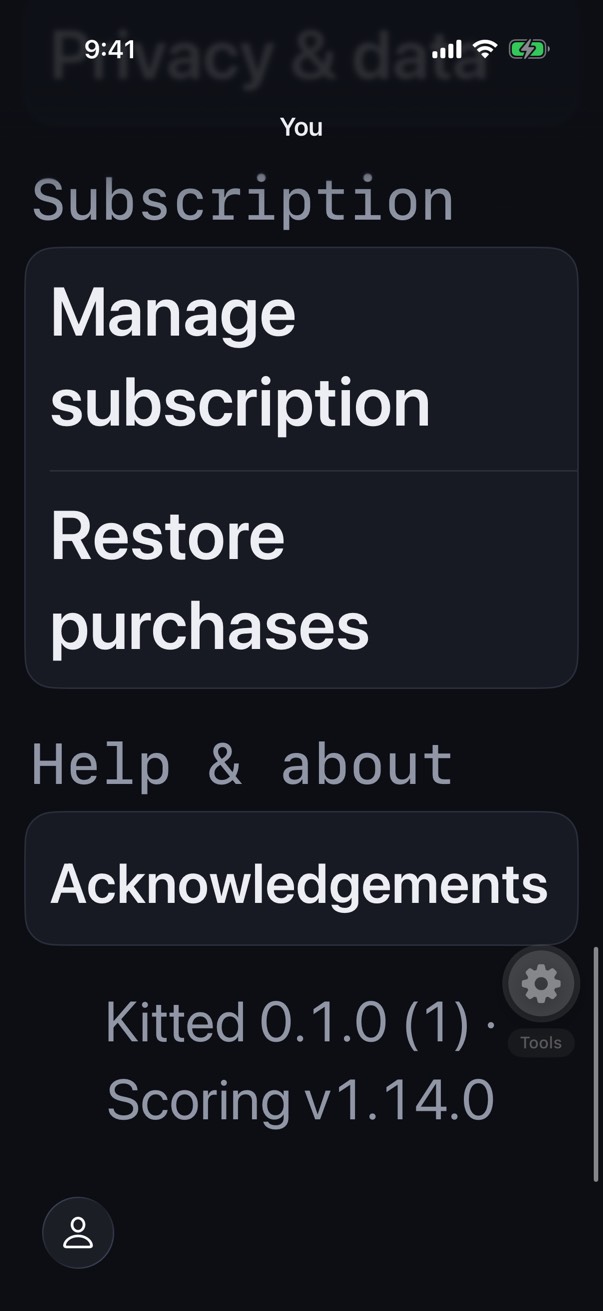 Privacy & data
9:41
You
Subscription
Manage
subscription
Restore
purchases
Help & about
Acknowledgements
Kitted 0.1.0 (1) ·
Scoring v1.14.0
Tools